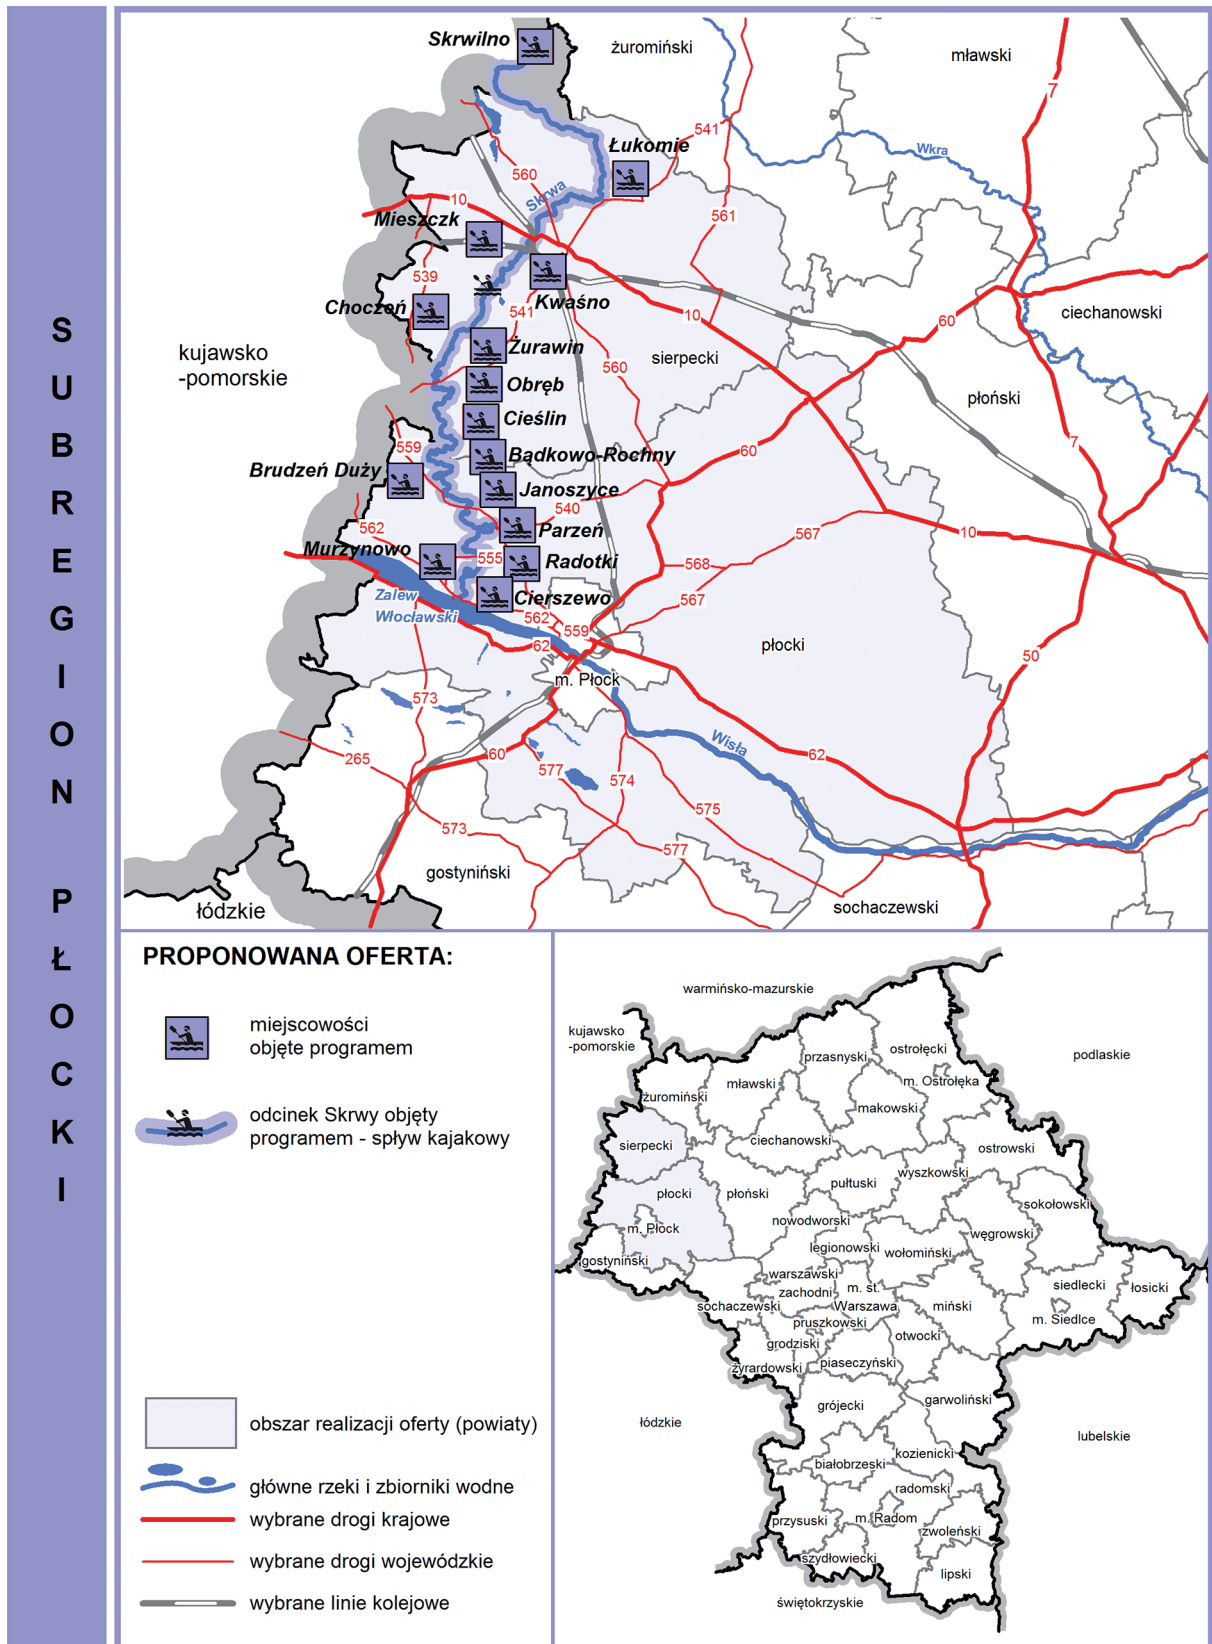 SUBREGION PŁOCKI
Skrwilno
żuromiński
mławski
7
541
Łukomie
Wkra
560
Skrwa
10
561
Mieszczk
539
Kwaśno
ciechanowski
Choczeń
541
10
60
kujawsko
-pomorskie
Żurawin
sierpecki
560
Obręb
płoński
Cieślin
7
559
60
Bądkowo-Rochny
Brudzeń Duży
Janoszyce
540
562
Parzeń
567
10
Murzynowo
555
Radotki
568
Zalew
Włocławski
Cierszewo
567
562
559
62
płocki
50
m. Płock
573
Wisła
265
60
62
577
574
575
573
577
gostyniński
łódzkie
sochaczewski
PROPONOWANA OFERTA:
miejscowości
objęte programem
odcinek Skrwy objęty
programem - spływ kajakowy
obszar realizacji oferty (powiaty)
główne rzeki i zbiorniki wodne
wybrane drogi krajowe
wybrane drogi wojewódzkie
wybrane linie kolejowe
warmińsko-mazurskie
kujawsko
-pomorskie
podlaskie
ostrołęcki
przasnyski
m. Ostrołęka
mławski
żuromiński
makowski
ciechanowski
sierpecki
ostrowski
wyszkowski
pułtuski
płocki
płoński
sokołowski
nowodworski
m. Płock
węgrowski
legionowski
wołomiński
gostyniński
warszawski
zachodni
m. st.
Warszawa
siedlecki
łosicki
sochaczewski
miński
m. Siedlce
pruszkowski
otwocki
grodziski
żyrardowski
piaseczyński
garwoliński
grójecki
łódzkie
lubelskie
kozienicki
białobrzeski
radomski
przysuski
m. Radom
zwoleński
szydłowiecki
lipski
świętokrzyskie